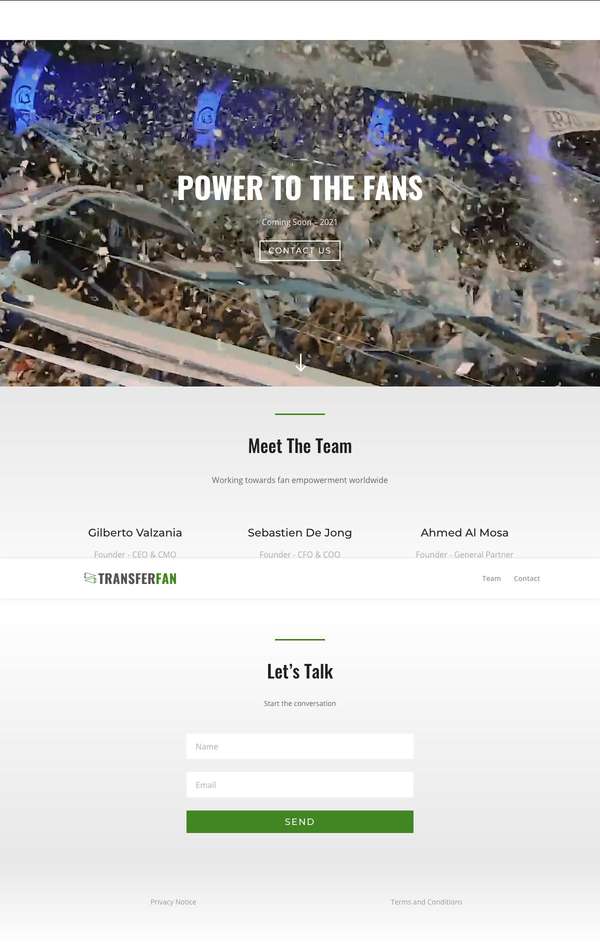 POWER TO THE FANS
Coming Soon - 2021
CONTACT US
Meet The Team
Working towards fan empowerment worldwide
Gilberto Valzania
Sebastien De Jong
Ahmed Al Mosa
Founder - CEO & CMO
Founder - CFO & COO
Founder - General Partner
TRANSFERFAN
Team
Contact
Let's Talk
Start the conversation
Name
Email
SEND
Privacy Notice
Terms and Conditions